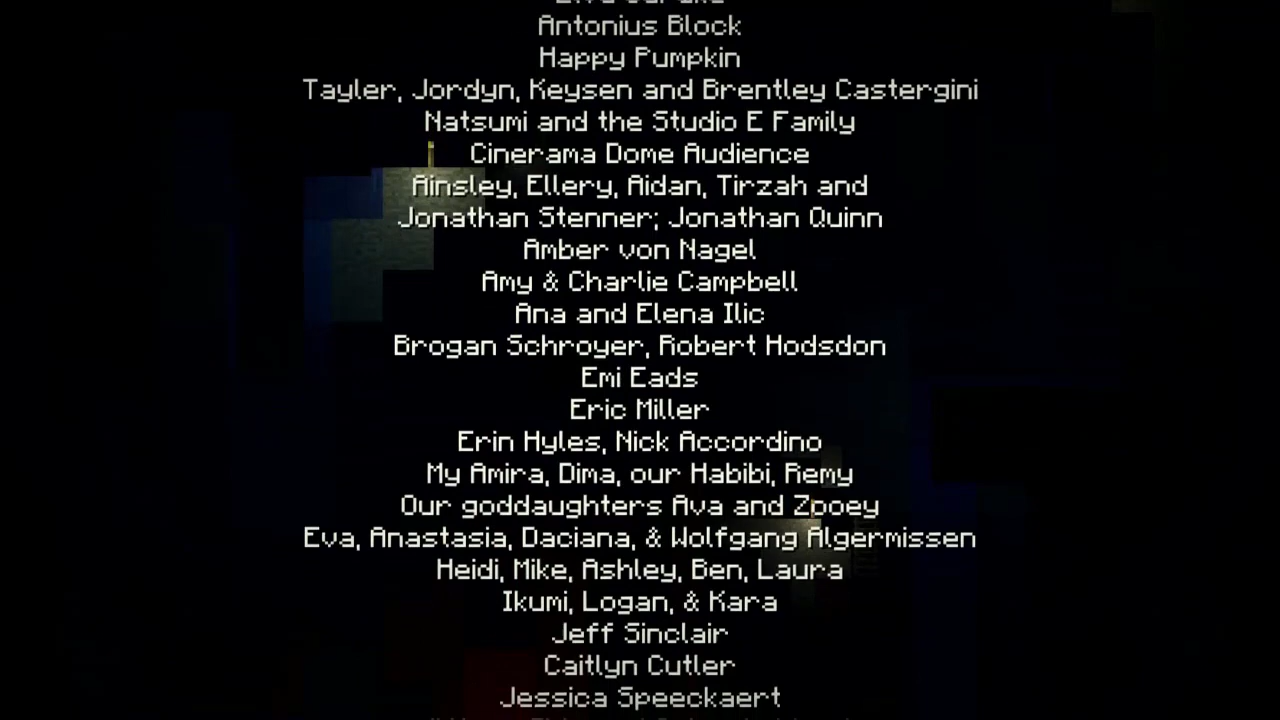 Antonius Block
Happy Pumpkin
Tayler, Jordyn, Keysen and Brentley Castergini
Natsumi and the Studio E Family
Cinerama Dome Audience
Ainsley, Ellery, Aidan, Tirzah and
Jonathan Stenner; Jonathan Quinn
Amber von Nagel
Amy & Charlie Campbell
Ana and Elena Ilic
Brogan Schroyer, Robert Hodsdon
Emi Eads
Eric Miller
Erin Hyles, Nick Accordino
My Amira, Dima, our Habibi, Remy
Our goddaughters Ava and Zooey
Eva, Anastasia, Daciana, & Wolfgang Algermissen
Heidi, Mike, Ashley, Ben, Laura
Ikumi, Logan, & Kara
Jeff Sinclair
Caitlyn Cutler
Jessica Speeckaert